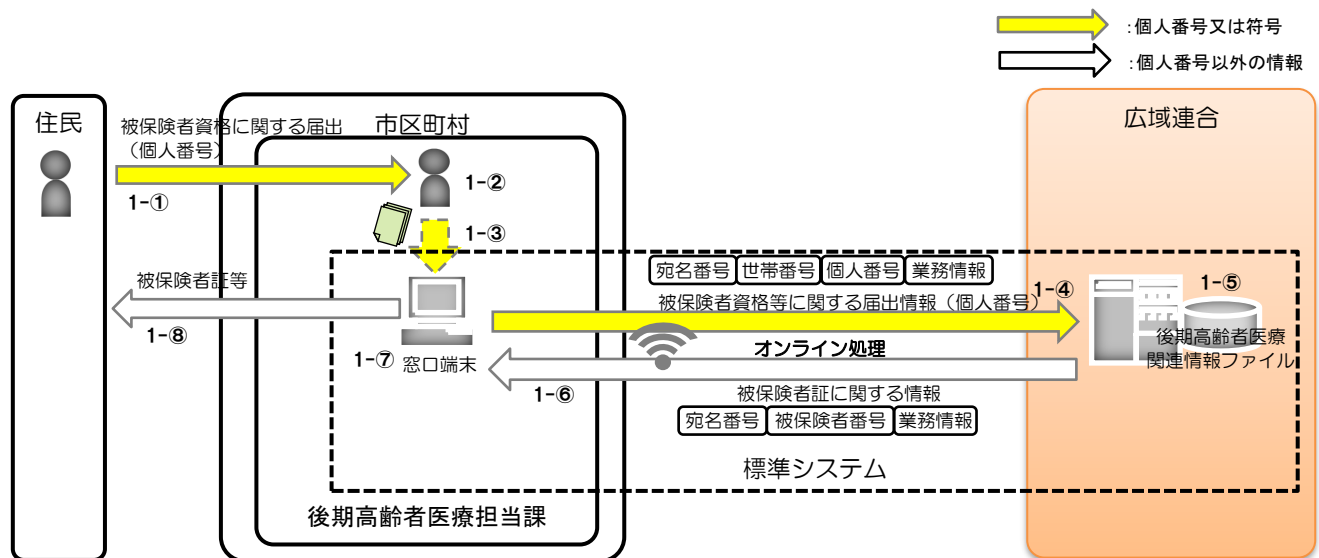 :個人番号又は符号
:個人番号以外の情報
住民
市区町村
広域連合
被保険者資格に関する届出
（個人番号）
1-①
1-②
1-③
宛名番号 世帯番号 個人番号 業務情報
被保険者資格等に関する届出情報（個人番号）
1-④
1-⑤
被保険者証等
1-⑧
1-⑦
窓口端末
オンライン処理
後期高齢者医療
関連情報ファイル
1-⑥
被保険者証に関する情報
宛名番号 被保険者番号 業務情報
標準システム
後期高齢者医療担当課